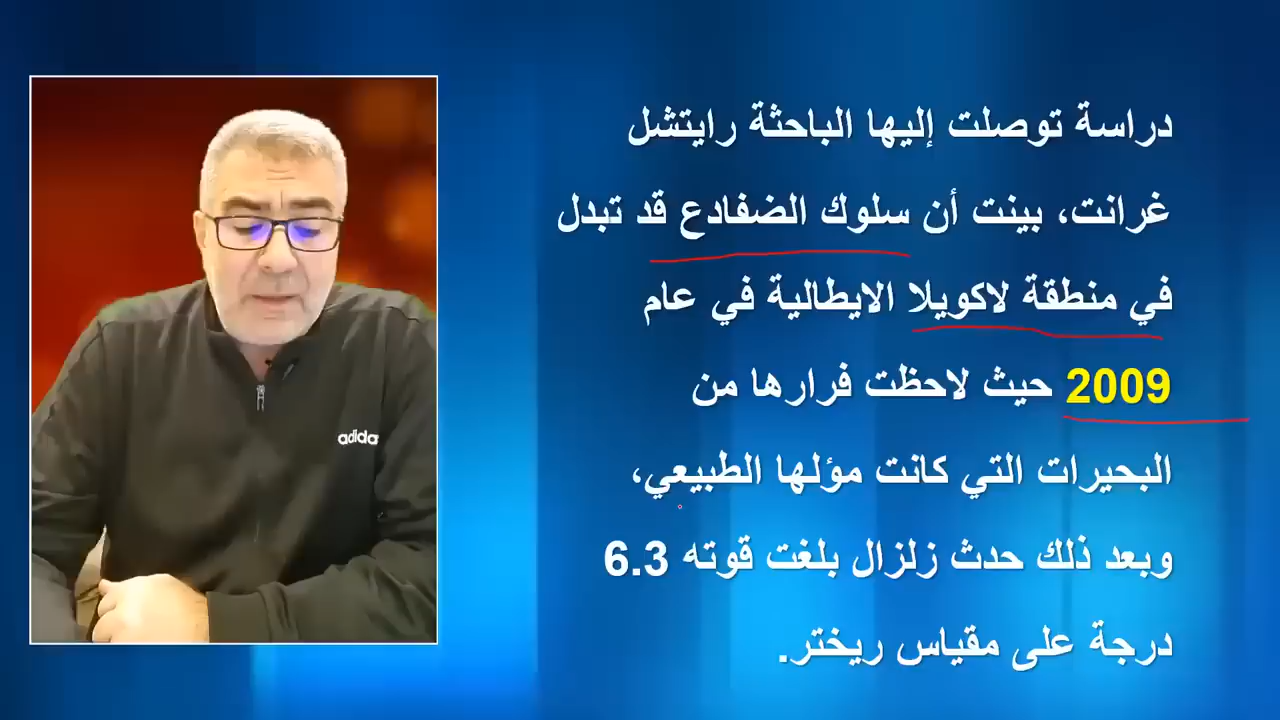 دراسة توصلت إليها الباحثة رايتشل
غرانت، بينت أن سلوك الضفادع قد تبدل
في منطقة لاكويلا الايطالية في عام
2009 حيث لاحظت فرارها من
البحيرات التي كانت مؤلها الطبيعي،
وبعد ذلك حدث زلزال بلغت قوته 6.3
درجة على مقياس ريختر.
adidas